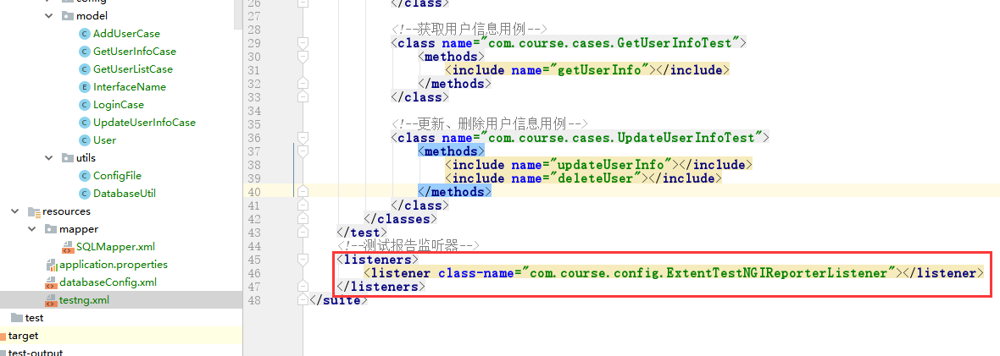 config
model
AddUserCase
GetUserInfoCase
GetUserListCase
InterfaceName
LoginCase
UpdateUserInfoCase
User
utils
ConfigFile
DatabaseUtil
resources
mapper
SQLMapper.xml
application.properties
databaseConfig.xml
testng.xml
test
target
test-output
26 </class>
27
28 <!--获取用户信息用例-->
29 <class name="com.course.cases.GetUserInfoTest">
30 <methods>
31 <include name="getUserInfo"></include>
32 </methods>
33 </class>
34
35 <!--更新、删除用户信息用例-->
36 <class name="com.course.cases.UpdateUserInfoTest">
37 <methods>
38 <include name="updateUserInfo"></include>
39 <include name="deleteUser"></include>
40 </methods>
41 </class>
42 </classes>
43 </test>
44 <!--测试报告监听器-->
45 <listeners>
46 <listener class-name="com.course.config.ExtentTestNGIReporterListener"></listener>
47 </listeners>
48 </suite>